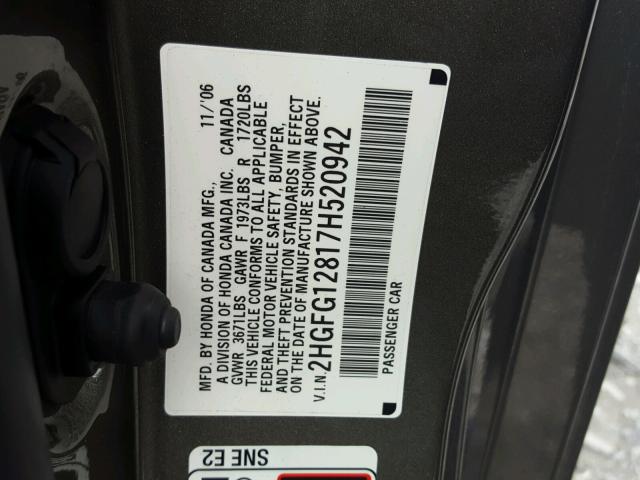 MFD. BY HONDA OF CANADA MFG., 11/'06
A DIVISION OF HONDA CANADA INC. CANADA
GVWR 3671LBS GAWR F 1973LBS R 1720LBS
THIS VEHICLE CONFORMS TO ALL APPLICABLE
FEDERAL MOTOR VEHICLE SAFETY, BUMPER,
AND THEFT PREVENTION STANDARDS IN EFFECT
ON THE DATE OF MANUFACTURE SHOWN ABOVE.
V.I.N. 2HGFG12817H520942
PASSENGER CAR
SNE E2